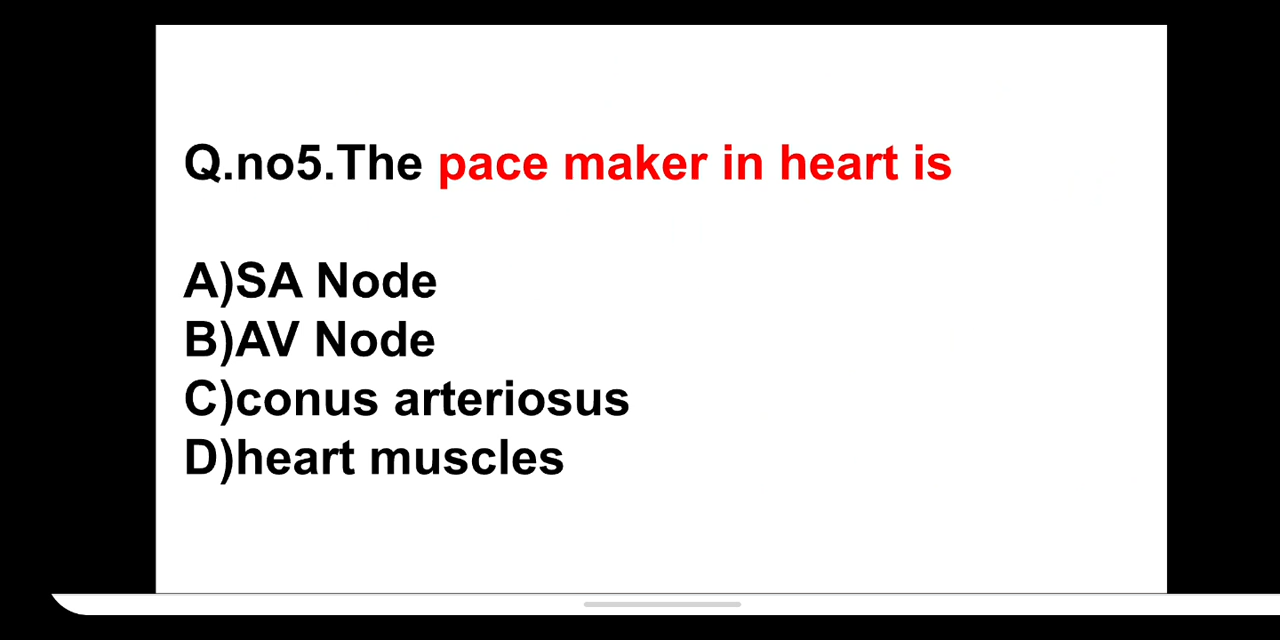 Q.no5.The pace maker in heart is
A)SA Node
B)AV Node
C)conus arteriosus
D)heart muscles